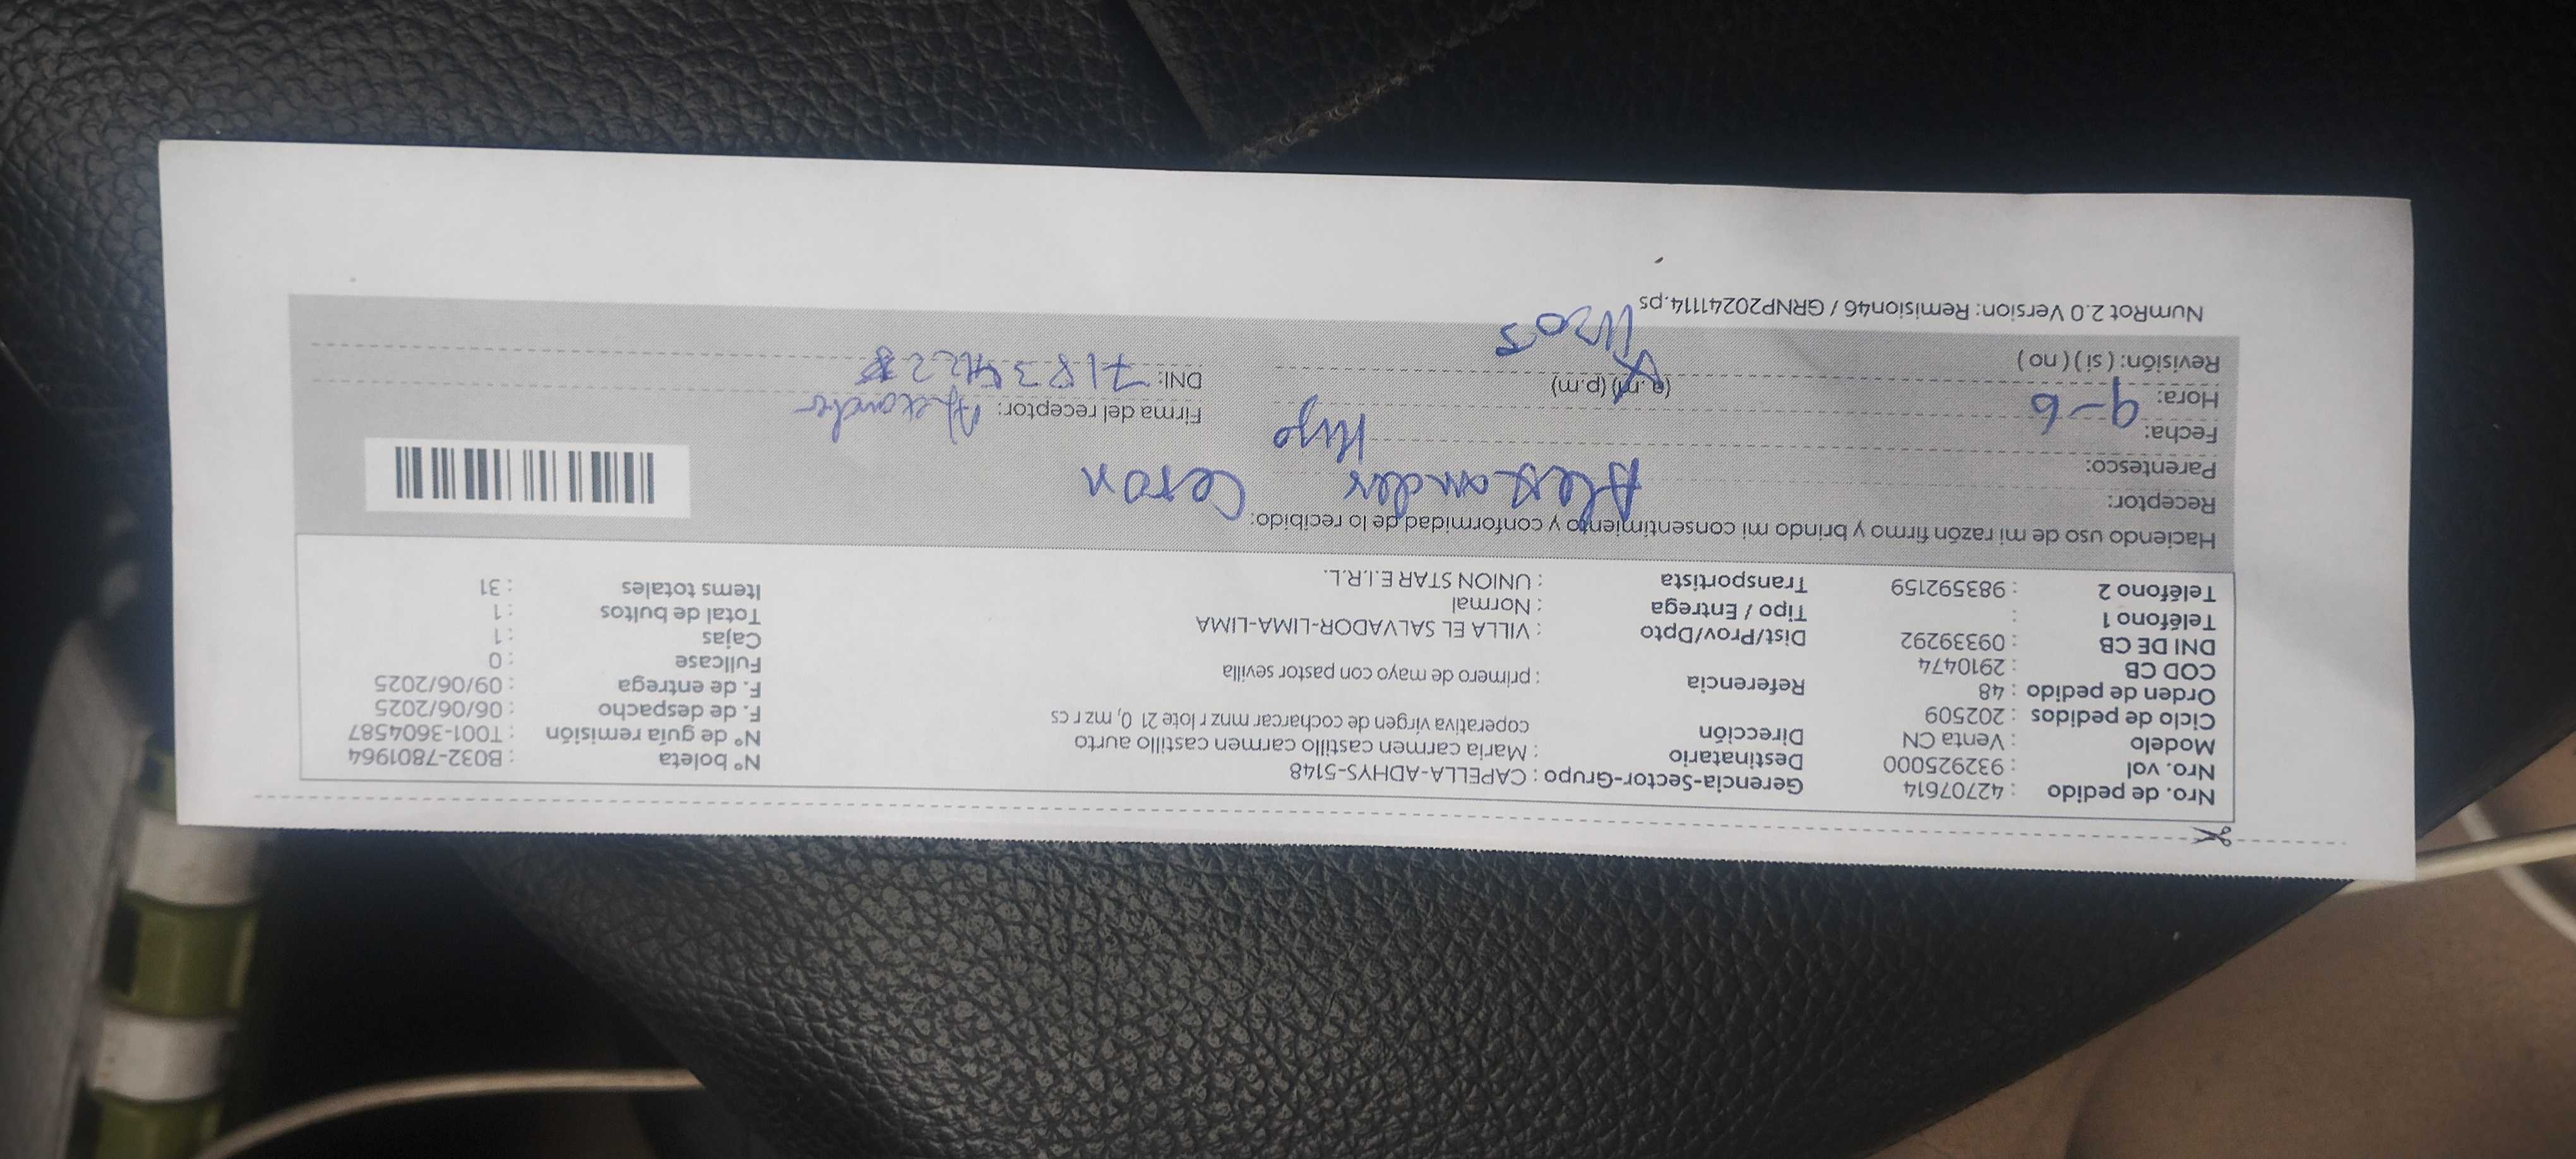 Nro. de pedido : 42707614 Gerencia-Sector-Grupo : CAPELLA-ADHYS-5148 N° boleta : B032-7801964
Nro. vol : 932925000 Destinatario : Maria carmen castillo carmen castillo aurto N° de guía remisión : T001-3604587
Modelo : Venta CN Dirección coperativa virgen de cocharcar mnz r lote 21 0, mz r cs F. de despacho : 06/06/2025
Ciclo de pedidos : 202509 F. de entrega : 09/06/2025
Orden de pedido : 48 Referencia : primero de mayo con pastor sevilla Fullcase : 0
COD CB : 2910474 Cajas : 1
DNI DE CB : 09339292 Dist/Prov/Dpto : VILLA EL SALVADOR-LIMA-LIMA Total de bultos : 1
Teléfono 1 : Tipo / Entrega : Normal Items totales : 31
Teléfono 2 : 983592159 Transportista : UNION STAR E.I.R.L.
Haciendo uso de mi razón firmo y brindo mi consentimiento y conformidad de lo recibido:
Receptor: Alexander Ceron
Parentesco: Hijo
Fecha: 9-6 Firma del receptor: Alexander
Hora: (a.m) (p.m) DNI:
Revisión: ( si ) ( no )
NumRot 2.0 Version: Remision46 / GRNP20241114.ps